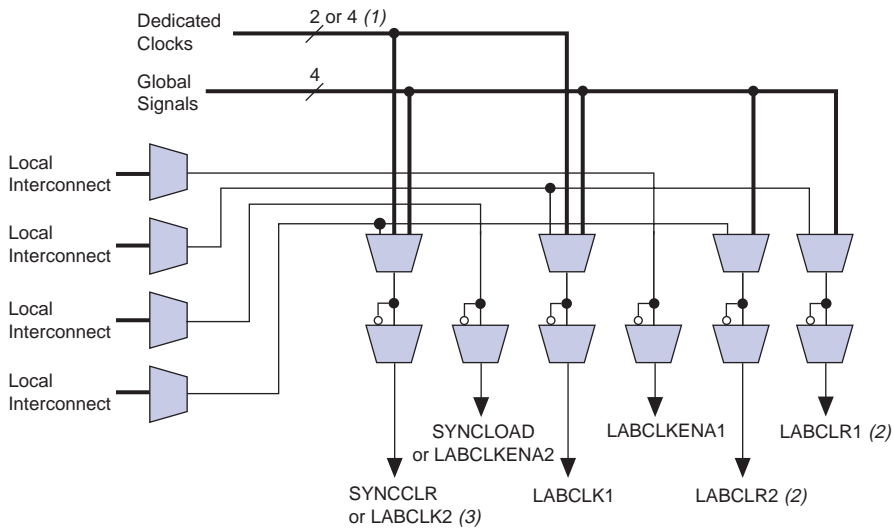 Dedicated
Clocks
2 or 4 (1)
Global
Signals
4
Local
Interconnect
Local
Interconnect
Local
Interconnect
Local
Interconnect
SYNCLOAD
or LABCLKENA2
LABCLKENA1
LABCLR1 (2)
SYNCCLR
or LABCLK2 (3)
LABCLK1
LABCLR2 (2)